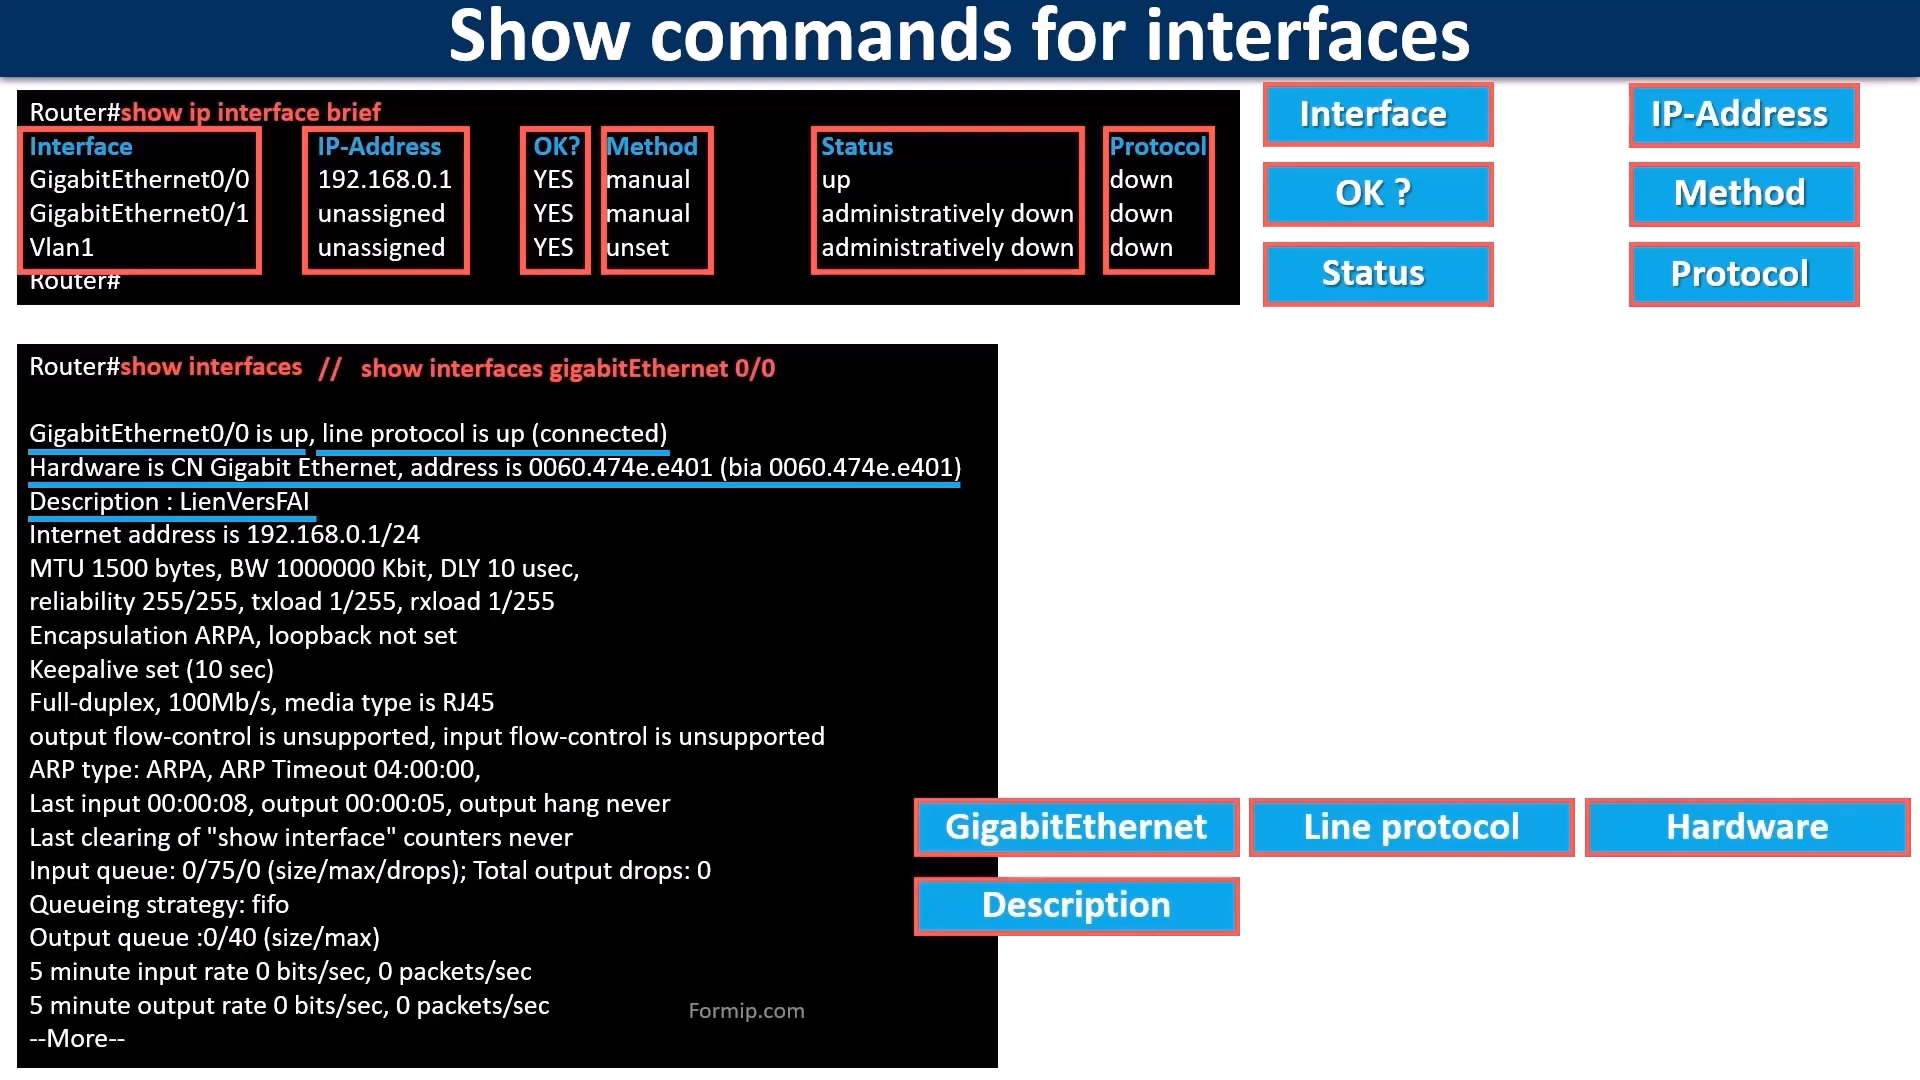 Show commands for interfaces
Router#show ip interface brief
Interface IP-Address OK? Method Status Protocol
GigabitEthernet0/0 192.168.0.1 YES manual up down
GigabitEthernet0/1 unassigned YES manual administratively down down
Vlan1 unassigned YES unset administratively down down
Router#
Interface
IP-Address
OK ?
Method
Status
Protocol
Router#show interfaces // show interfaces gigabitEthernet 0/0
GigabitEthernet0/0 is up, line protocol is up (connected)
Hardware is CN Gigabit Ethernet, address is 0060.474e.e401 (bia 0060.474e.e401)
Description : LienVersFAI
Internet address is 192.168.0.1/24
MTU 1500 bytes, BW 1000000 Kbit, DLY 10 usec,
reliability 255/255, txload 1/255, rxload 1/255
Encapsulation ARPA, loopback not set
Keepalive set (10 sec)
Full-duplex, 100Mb/s, media type is RJ45
output flow-control is unsupported, input flow-control is unsupported
ARP type: ARPA, ARP Timeout 04:00:00,
Last input 00:00:08, output 00:00:05, output hang never
Last clearing of "show interface" counters never
Input queue: 0/75/0 (size/max/drops); Total output drops: 0
Queueing strategy: fifo
Output queue :0/40 (size/max)
5 minute input rate 0 bits/sec, 0 packets/sec
5 minute output rate 0 bits/sec, 0 packets/sec
--More--
Formip.com
GigabitEthernet
Line protocol
Hardware
Description